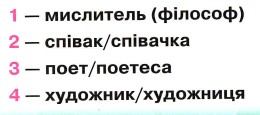 1 — мислитель (філософ)
2 — співак/співачка
3 — поет/поетеса
4 — художник/художниця